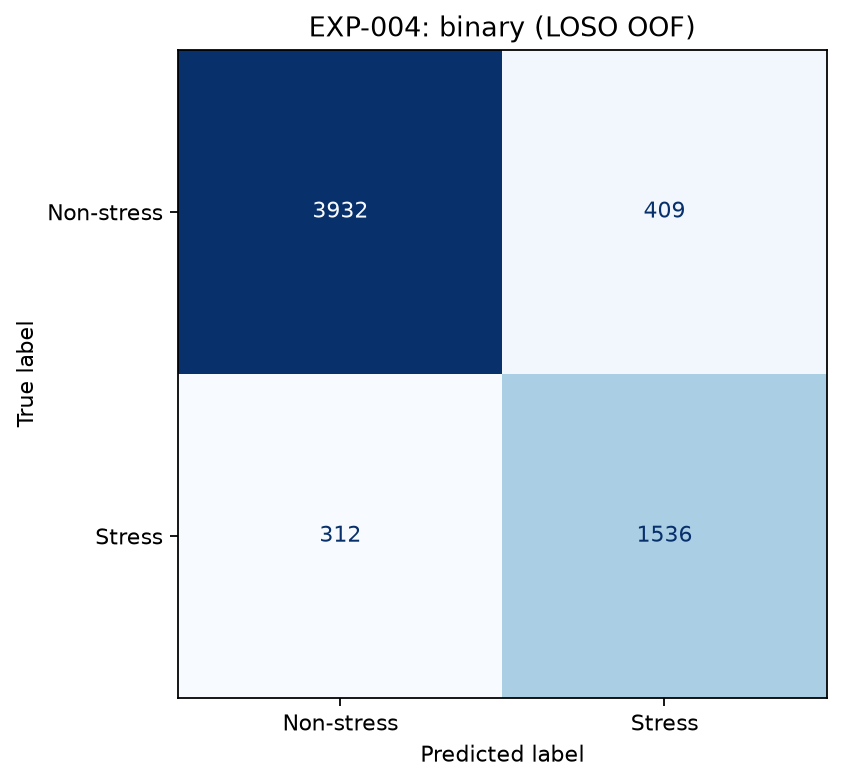 EXP-004: binary (LOSO OOF)
Non-stress
3932
409
True label
Stress
312
1536
Non-stress
Stress
Predicted label